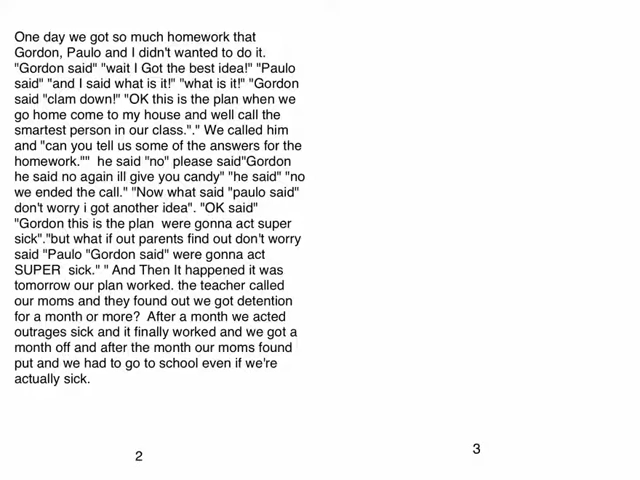 One day we got so much homework that
Gordon, Paulo and I didn't wanted to do it.
"Gordon said" "wait I Got the best idea!" "Paulo
said" "and I said what is it!" "what is it!" "Gordon
said "clam down!" "OK this is the plan when we
go home come to my house and well call the
smartest person in our class."." We called him
and "can you tell us some of the answers for the
homework.""  he said "no" please said"Gordon
he said no again ill give you candy" "he said" "no
we ended the call." "Now what said "paulo said"
don't worry i got another idea". "OK said"
"Gordon this is the plan  were gonna act super
sick"."but what if out parents find out don't worry
said "Paulo "Gordon said" were gonna act
SUPER  sick." " And Then It happened it was
tomorrow our plan worked. the teacher called
our moms and they found out we got detention
for a month or more?  After a month we acted
outrages sick and it finally worked and we got a
month off and after the month our moms found
put and we had to go to school even if we're
actually sick.
2
3